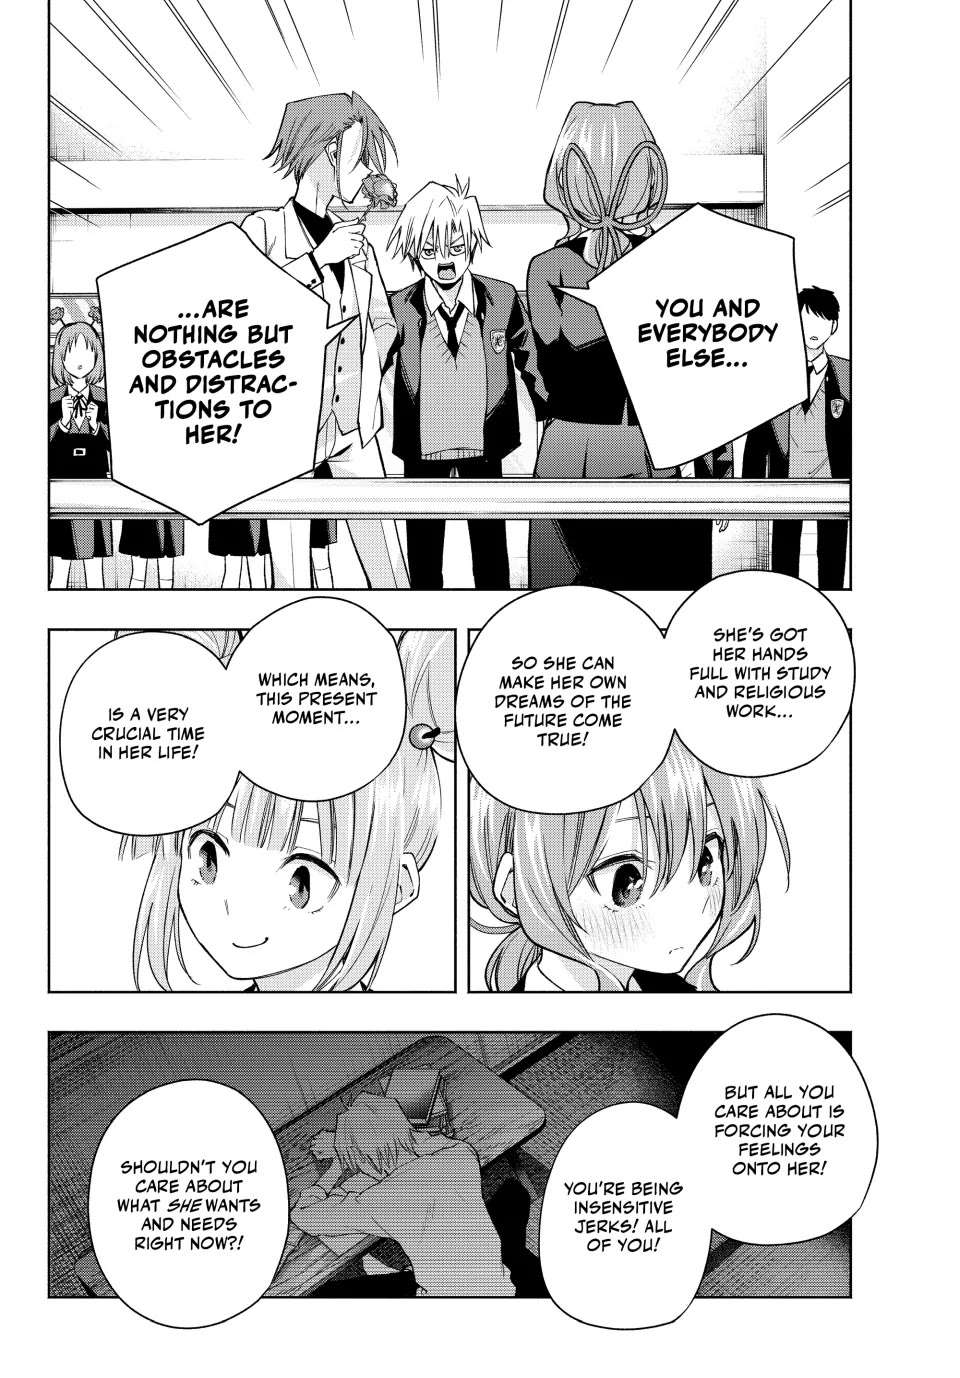 YOU AND
EVERYBODY
ELSE...
...ARE
NOTHING BUT
OBSTACLES
AND DISTRAC-
TIONS TO
HER!
SHE'S GOT
HER HANDS
FULL WITH STUDY
AND RELIGIOUS
WORK...
SO SHE CAN
MAKE HER OWN
DREAMS OF THE
FUTURE COME
TRUE!
WHICH MEANS,
THIS PRESENT
MOMENT...
IS A VERY
CRUCIAL TIME
IN HER LIFE!
BUT ALL YOU
CARE ABOUT IS
FORCING YOUR
FEELINGS
ONTO HER!
YOU'RE BEING
INSENSITIVE
JERKS! ALL
OF YOU!
SHOULDN'T YOU
CARE ABOUT
WHAT SHE WANTS
AND NEEDS
RIGHT NOW?!